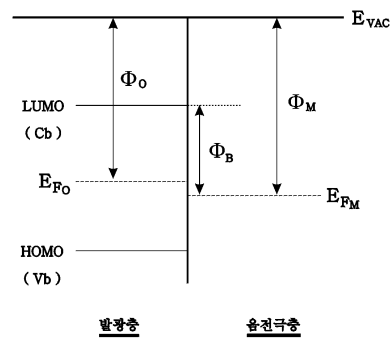 E_VAC
Φ_O
LUMO
Φ_M
( Cb )
Φ_B
E_FO
E_FM
HOMO
( Vb )
발광층 음전극층